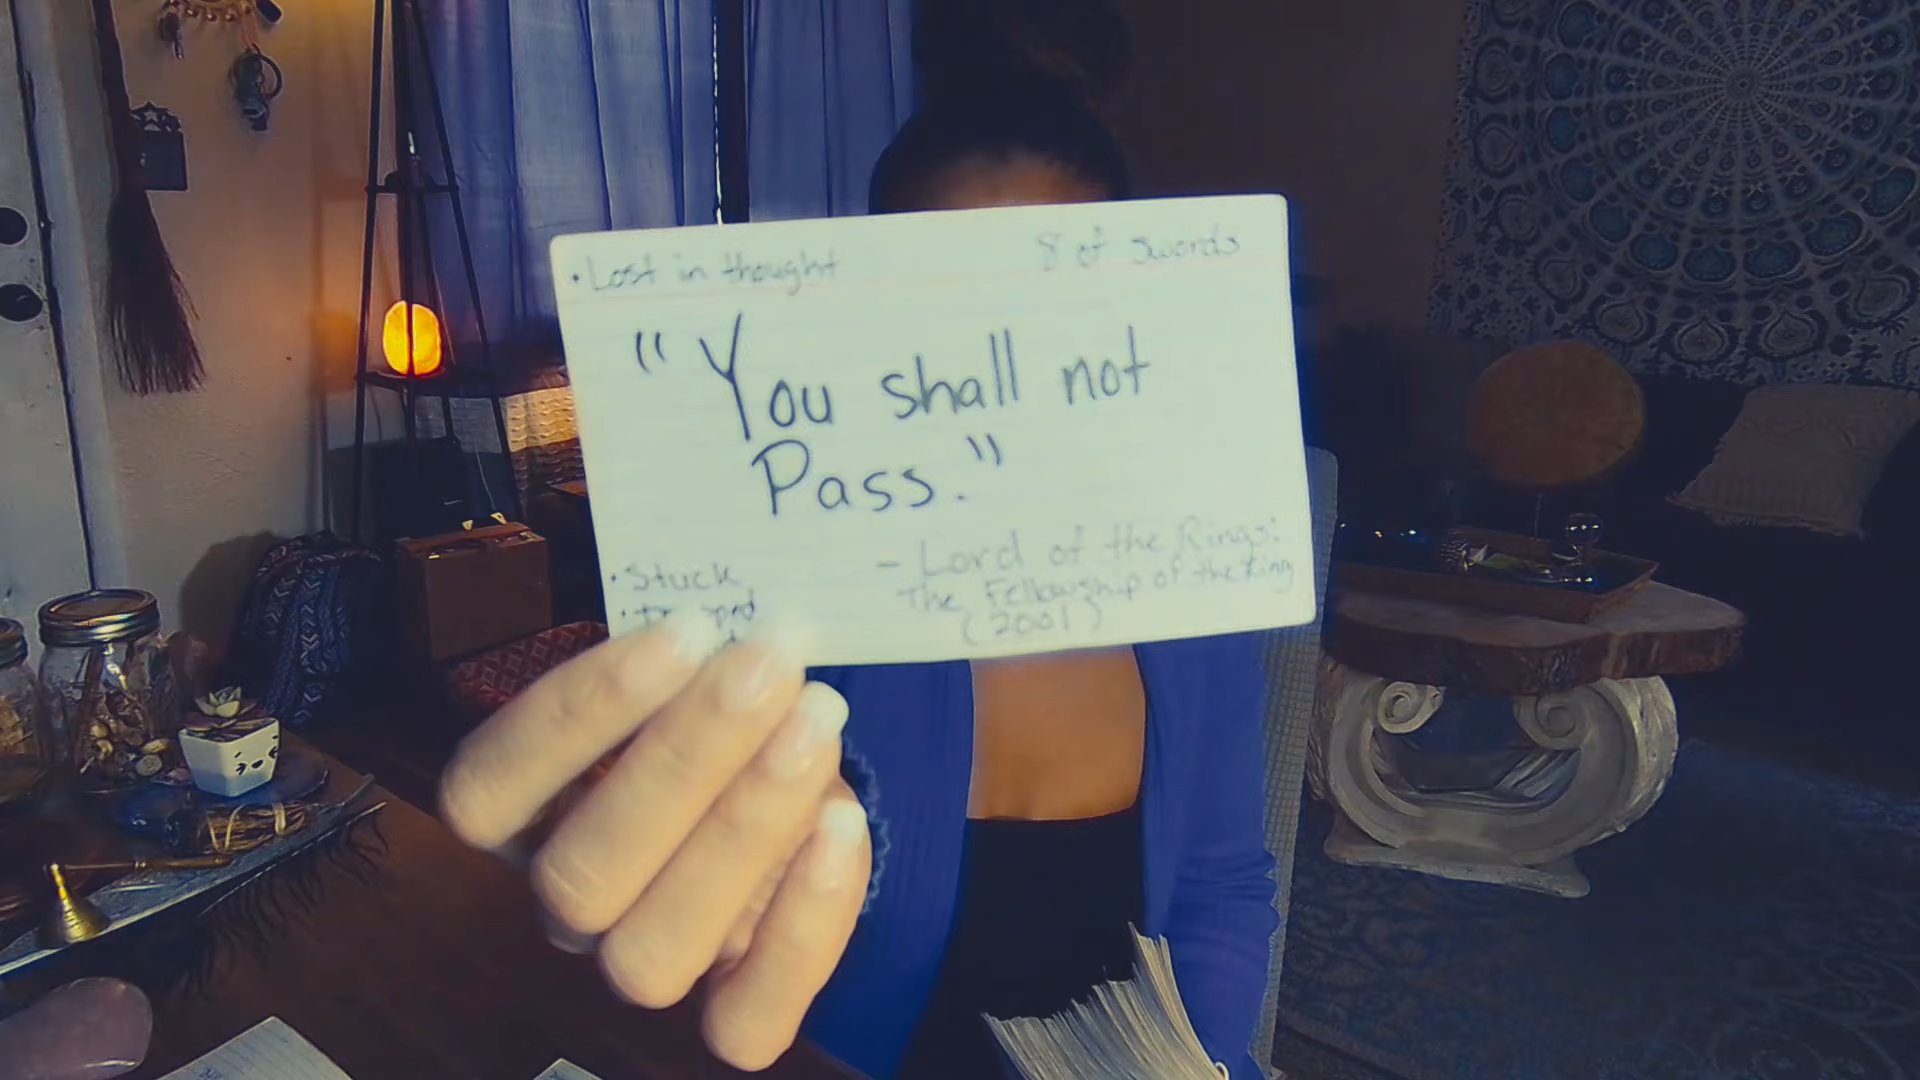 • Lost in thought
8 of swords
"You shall not
Pass."
- Lord of the Rings:
The Fellowship of the Ring
(2001)
• Stuck